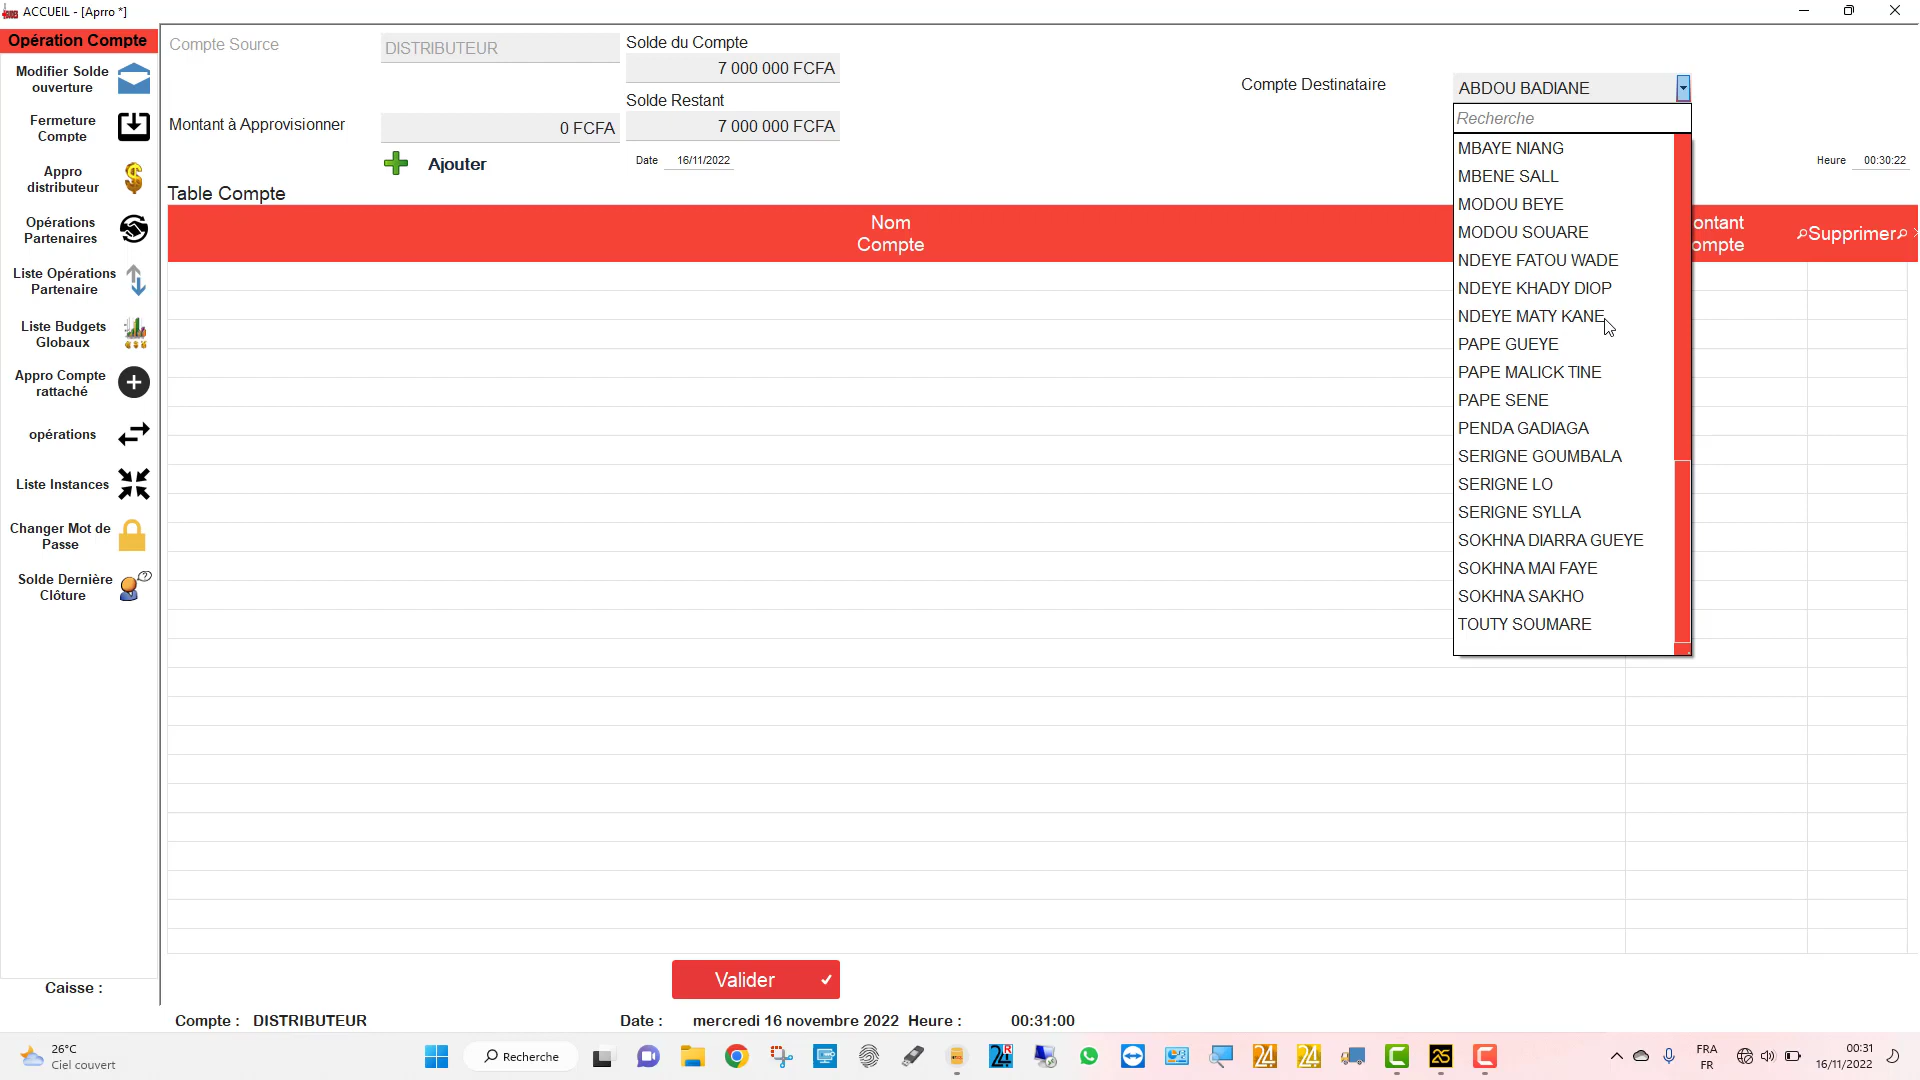 ACCUEIL - [Aprro *]
Opération Compte
Modifier Solde
ouverture
Fermeture
Compte
Appro
distributeur
Opérations
Partenaires
Liste Opérations
Partenaire
Liste Budgets
Globaux
Appro Compte
rattaché
opérations
Liste Instances
Changer Mot de
Passe
Solde Dernière
Clôture
Caisse :
Compte Source
DISTRIBUTEUR
Solde du Compte
7 000 000 FCFA
Solde Restant
7 000 000 FCFA
Montant à Approvisionner
0 FCFA
Ajouter
Date 16/11/2022
Compte Destinataire
ABDOU BADIANE
Recherche
MBAYE NIANG
MBENE SALL
MODOU BEYE
MODOU SOUARE
NDEYE FATOU WADE
NDEYE KHADY DIOP
NDEYE MATY KANE
PAPE GUEYE
PAPE MALICK TINE
PAPE SENE
PENDA GADIAGA
SERIGNE GOUMBALA
SERIGNE LO
SERIGNE SYLLA
SOKHNA DIARRA GUEYE
SOKHNA MAI FAYE
SOKHNA SAKHO
TOUTY SOUMARE
Heure 00:30:22
Table Compte
Nom
Compte
ontant
ompte
Supprimer
Valider
Compte : DISTRIBUTEUR
Date : mercredi 16 novembre 2022 Heure : 00:31:00
26°C
Ciel couvert
Recherche
FRA
FR
00:31
16/11/2022